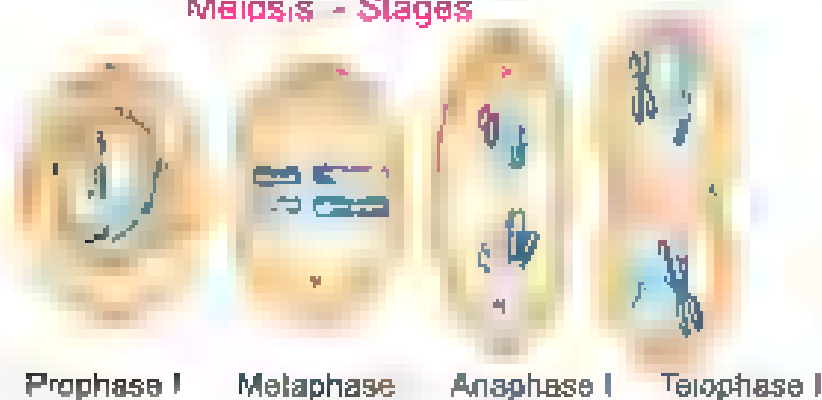 Meiosis - Stages
Prophase I
Metaphase
Anaphase I
Telophase I